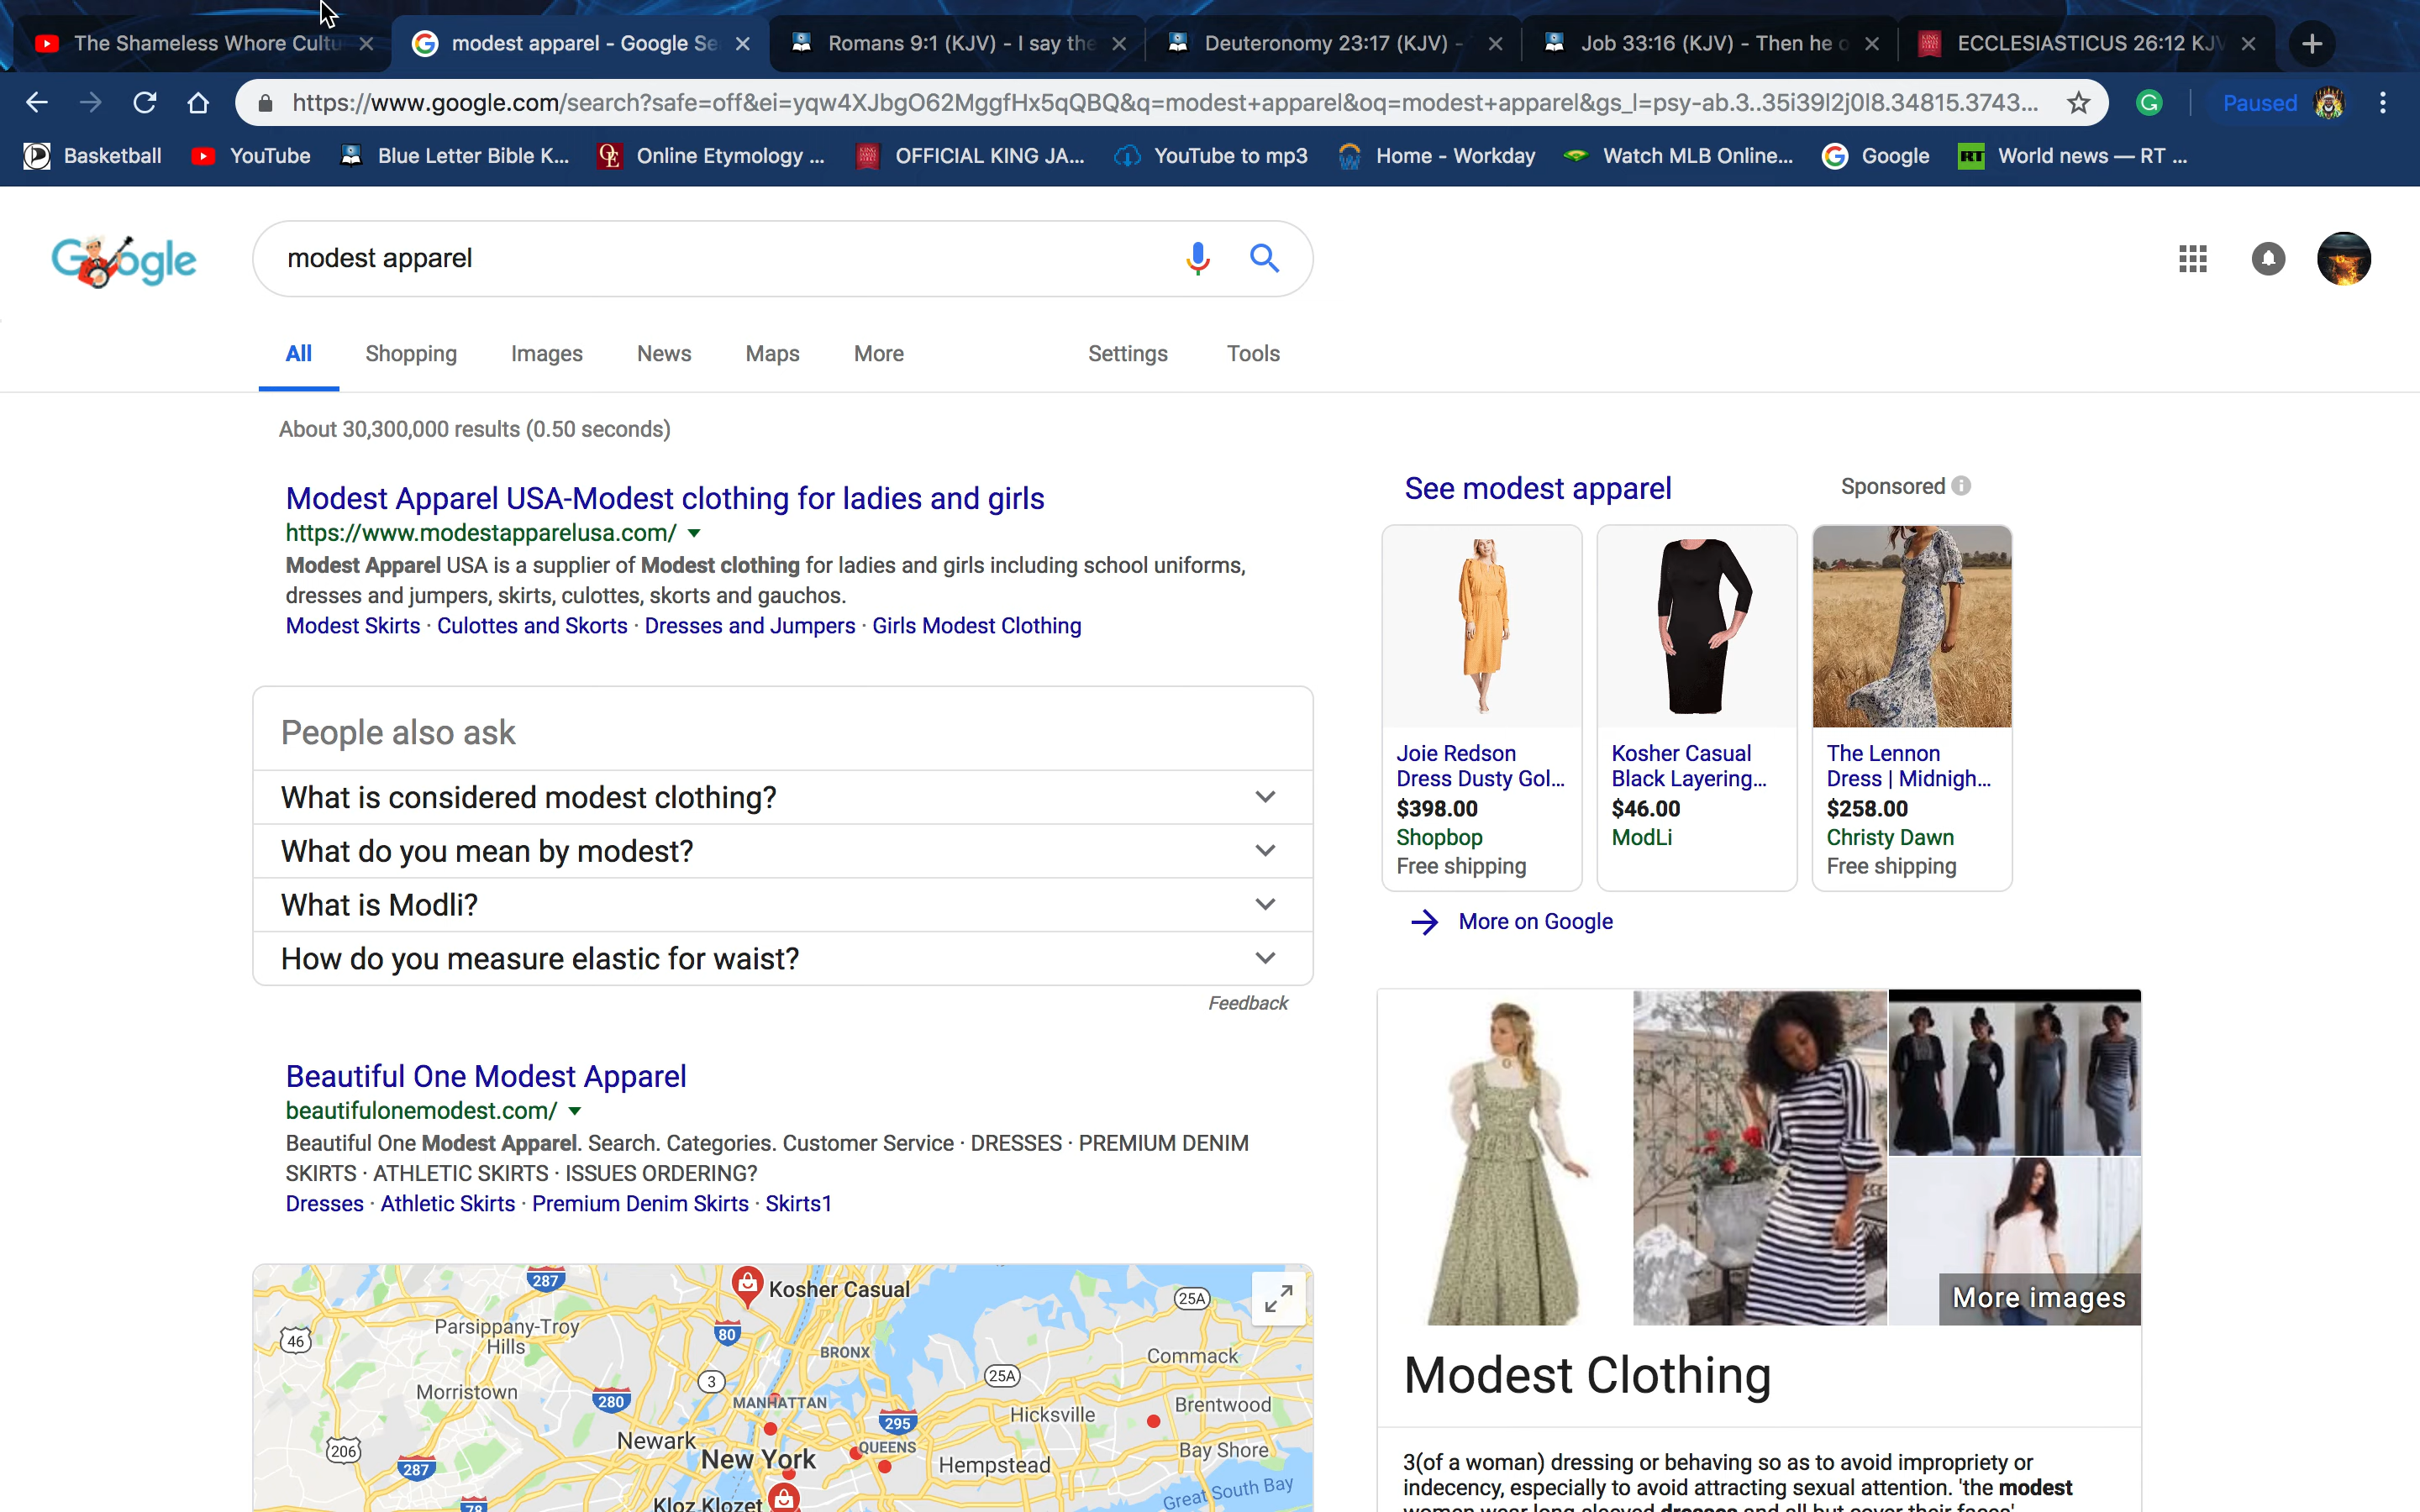 The Shameless Whore Cultu
modest apparel - Google Se
Romans 9:1 (KJV) - I say the
Deuteronomy 23:17 (KJV) -
Job 33:16 (KJV) - Then he o
ECCLESIASTICUS 26:12 KJV
https://www.google.com/search?safe=off&ei=yqw4XJbgO62MggfHx5qQBQ&q=modest+apparel&oq=modest+apparel&gs_l=psy-ab.3..35i39l2j0l8.34815.3743...
Paused
Basketball
YouTube
Blue Letter Bible K...
Online Etymology ...
OFFICIAL KING JA...
YouTube to mp3
Home - Workday
Watch MLB Online...
Google
RT World news — RT ...
Google
modest apparel
All Shopping Images News Maps More Settings Tools
About 30,300,000 results (0.50 seconds)
Modest Apparel USA-Modest clothing for ladies and girls
https://www.modestapparelusa.com/
Modest Apparel USA is a supplier of Modest clothing for ladies and girls including school uniforms,
dresses and jumpers, skirts, culottes, skorts and gauchos.
Modest Skirts · Culottes and Skorts · Dresses and Jumpers · Girls Modest Clothing
People also ask
What is considered modest clothing?
What do you mean by modest?
What is Modli?
How do you measure elastic for waist?
Feedback
Beautiful One Modest Apparel
beautifulonemodest.com/
Beautiful One Modest Apparel. Search. Categories. Customer Service · DRESSES · PREMIUM DENIM
SKIRTS · ATHLETIC SKIRTS · ISSUES ORDERING?
Dresses · Athletic Skirts · Premium Denim Skirts · Skirts1
287
Kosher Casual
25A
46
Parsippany-Troy
Hills
80
BRONX
Commack
3
25A
Morristown
280
MANHATTAN
295
Hicksville
Brentwood
206
Newark
New York
QUEENS
Bay Shore
287
Hempstead
78
Kloz Klozet
Great South Bay
See modest apparel
Sponsored
Joie Redson
Dress Dusty Gol...
$398.00
Shopbop
Free shipping
Kosher Casual
Black Layering...
$46.00
ModLi
The Lennon
Dress | Midnigh...
$258.00
Christy Dawn
Free shipping
More on Google
More images
Modest Clothing
3(of a woman) dressing or behaving so as to avoid impropriety or
indecency, especially to avoid attracting sexual attention. 'the modest
women wear long-sleeved dresses and all but cover their faces'